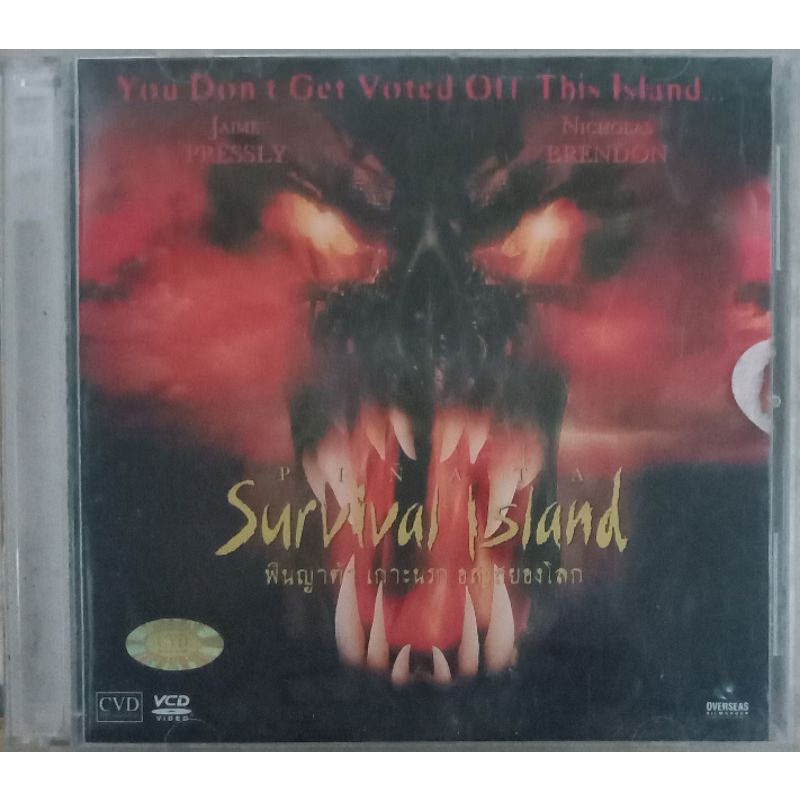 You Don't Get Voted Off This Island...
JAIME PRESSLY
NICHOLAS BRENDON
PIÑATA
Survival Island
พินญาต้า เกาะนรก สยองโลก
CVD
VCD
VIDEO
OVERSEAS